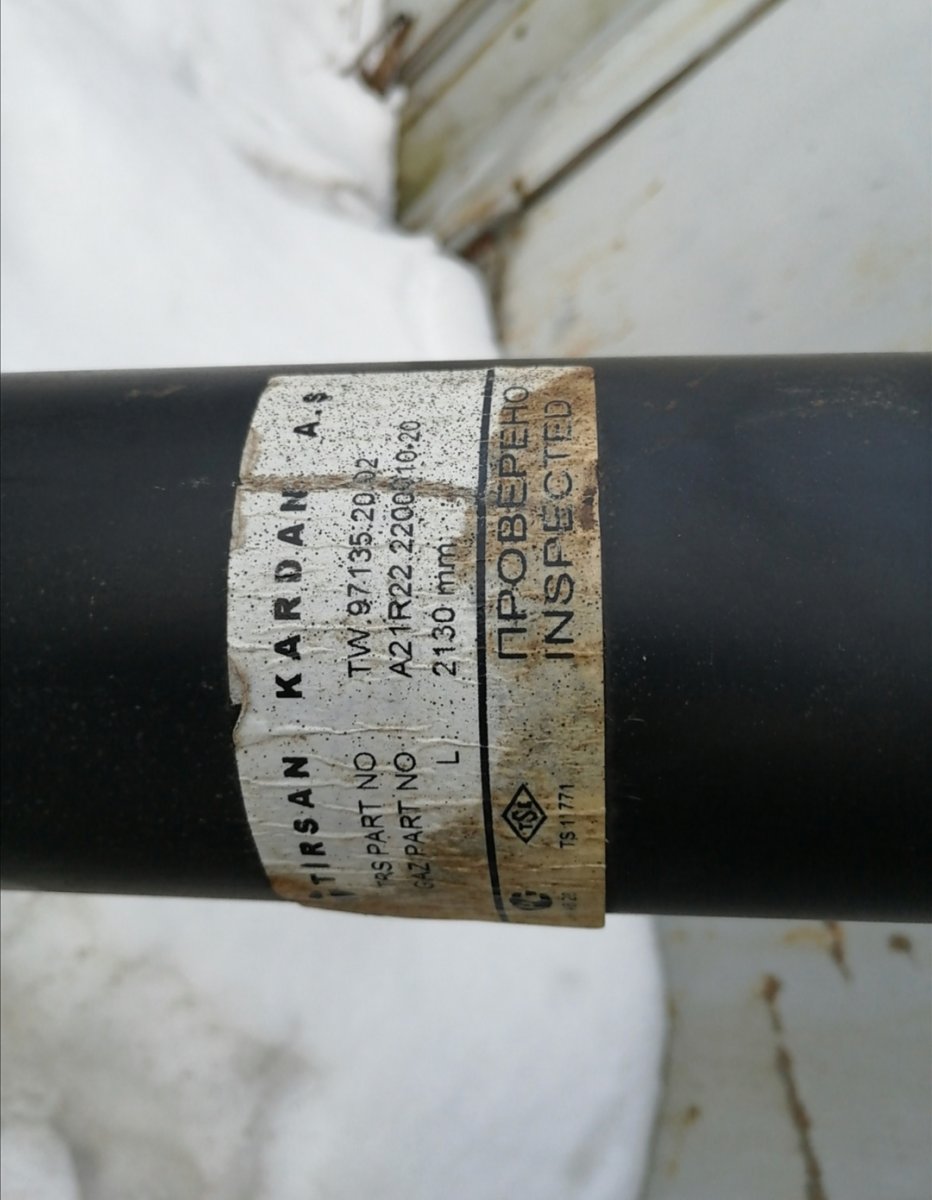 TIRSAN KARDAN A.Ş
TRS PART NO TW.97135.20.02
GAZ PART NO A21R22.2200010-20
L 2130 mm.
ПРОВЕРЕНО
INSPECTED
TSE
TS 11771